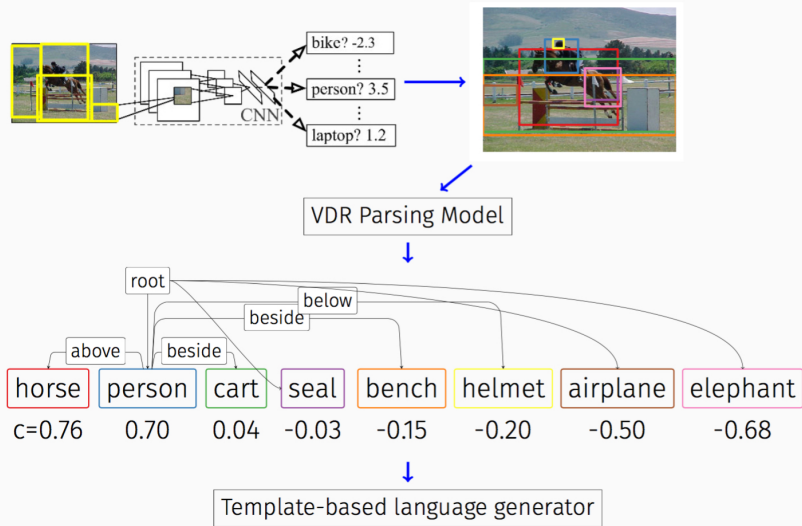 bike? -2.3
person? 3.5
CNN
laptop? 1.2
VDR Parsing Model
root
below
beside
above
beside
horse person cart seal bench helmet airplane elephant
c=0.76 0.70 0.04 -0.03 -0.15 -0.20 -0.50 -0.68
Template-based language generator